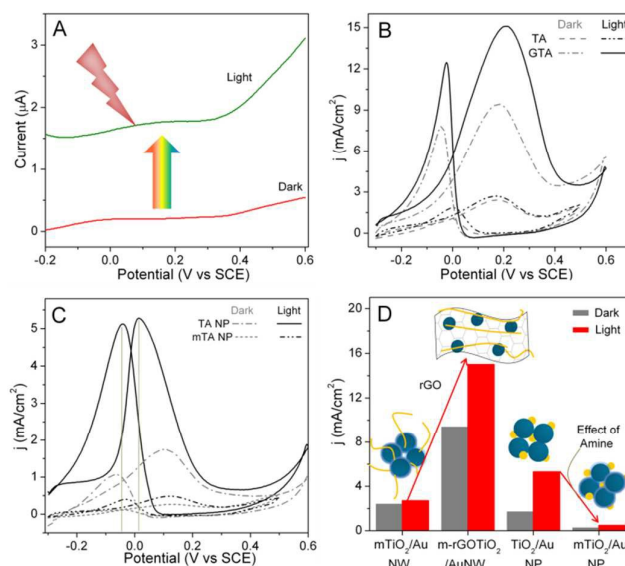 A
3
2
1
0
Current (μA)
Light
Dark
-0.2
0.0
0.2
0.4
0.6
Potential (V vs SCE)
B
Dark Light
TA
GTA
15
12
9
6
3
0
j (mA/cm²)
-0.2
0.0
0.2
0.4
0.6
Potential (V vs SCE)
C
Dark Light
TA NP
mTA NP
5
4
3
2
1
0
j (mA/cm²)
-0.2
0.0
0.2
0.4
0.6
Potential (V vs SCE)
D
Dark
Light
20
16
12
8
4
0
j (mA/cm²)
rGO
Effect of
Amine
mTiO₂/Au
NW
m-rGOTiO₂
/AuNW
TiO₂/Au
NP
mTiO₂/Au
NP